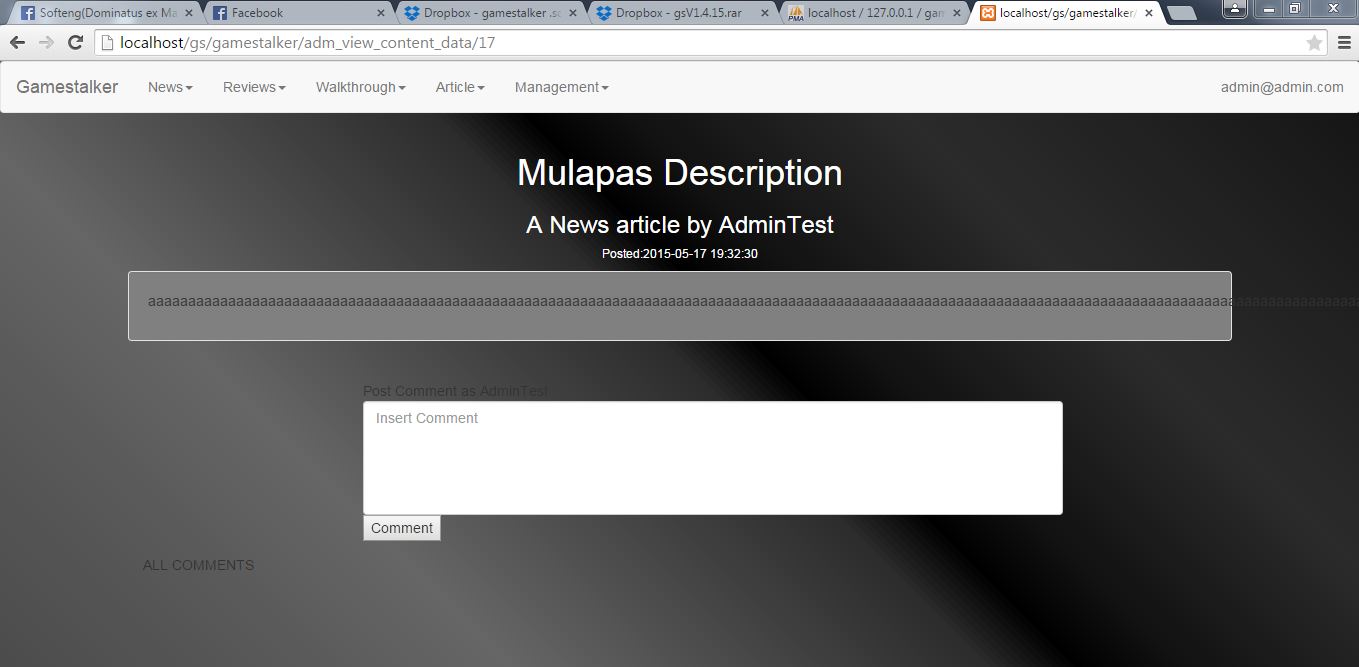 Softeng(Dominatus ex Ma
Facebook
Dropbox - gamestalker .sc
Dropbox - gsV1.4.15.rar
localhost / 127.0.0.1 / gam
localhost/gs/gamestalker/
localhost/gs/gamestalker/adm_view_content_data/17
Gamestalker News Reviews Walkthrough Article Management admin@admin.com
Mulapas Description
A News article by AdminTest
Posted:2015-05-17 19:32:30
Post Comment as AdminTest
Insert Comment
Comment
ALL COMMENTS